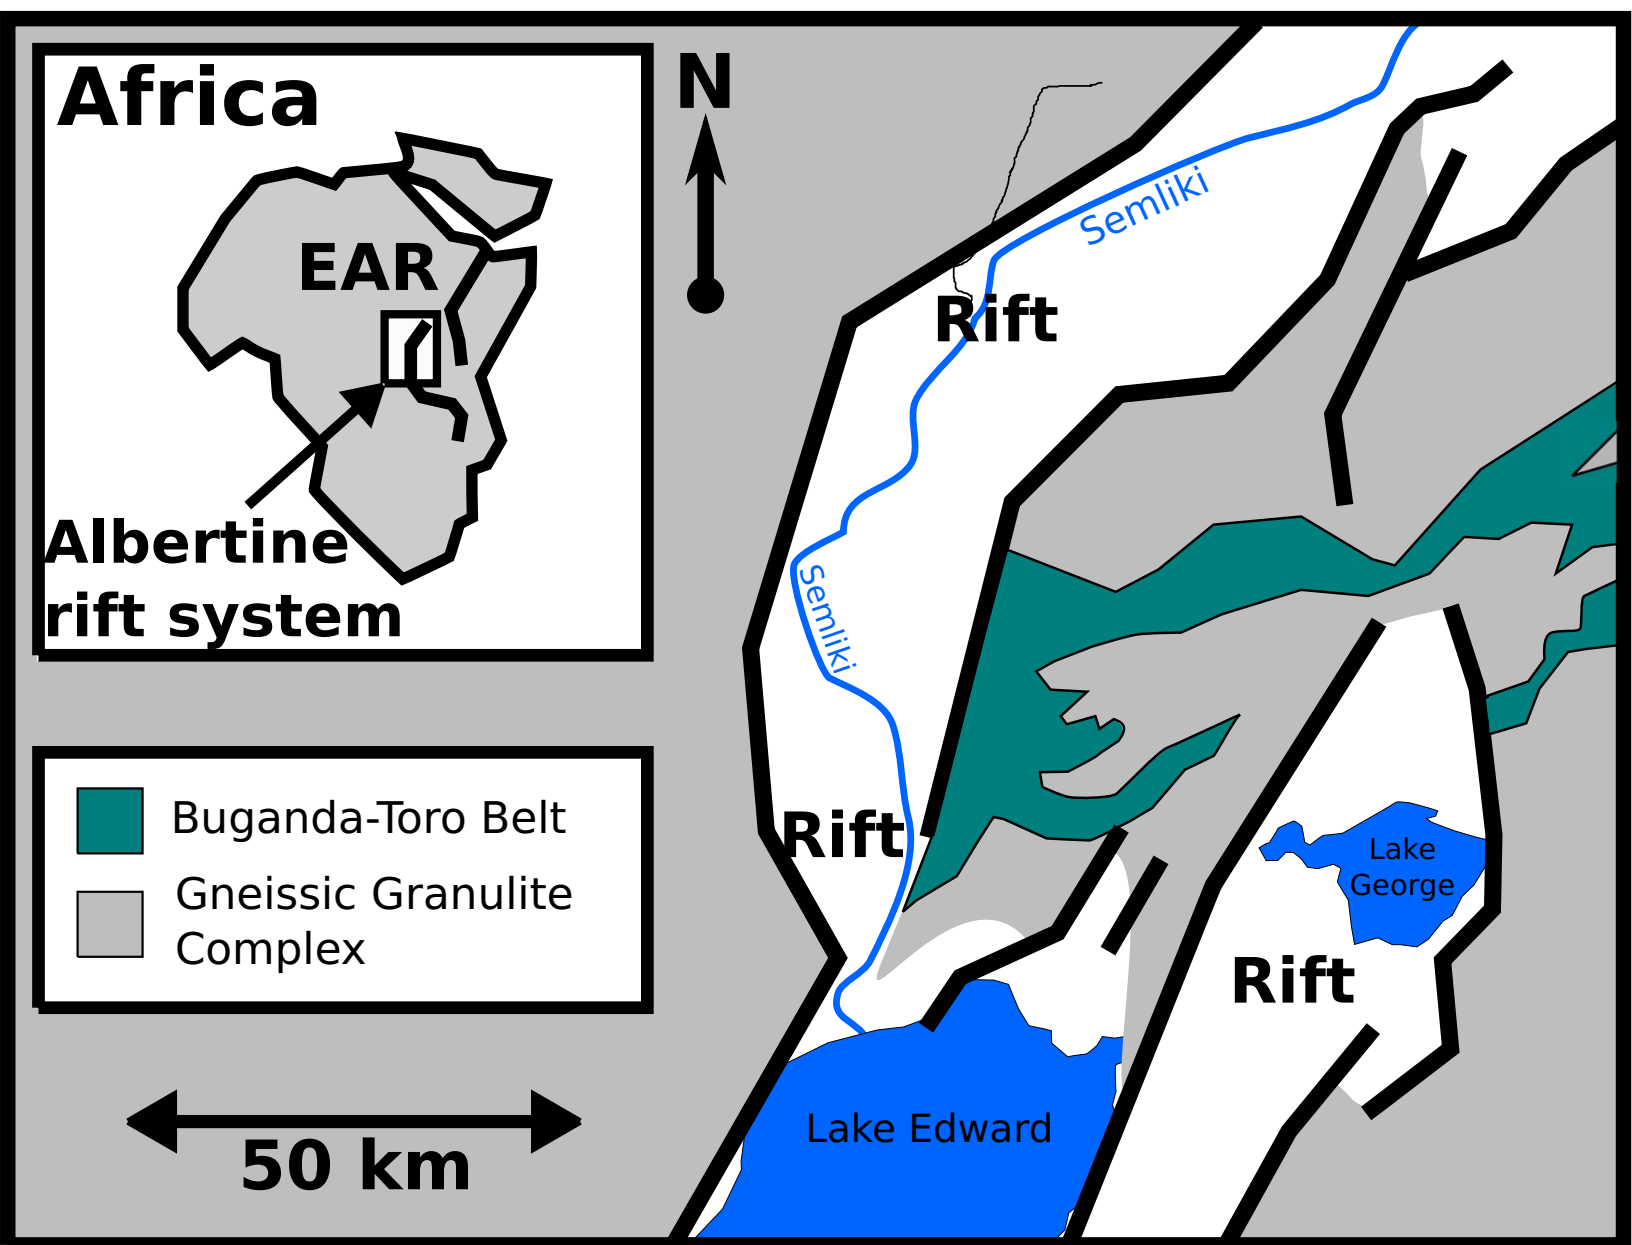 Africa
N
EAR
Albertine
rift system
Semliki
Rift
Semliki
Buganda-Toro Belt
Gneissic Granulite
Complex
Rift
Lake
George
Rift
Lake Edward
50 km